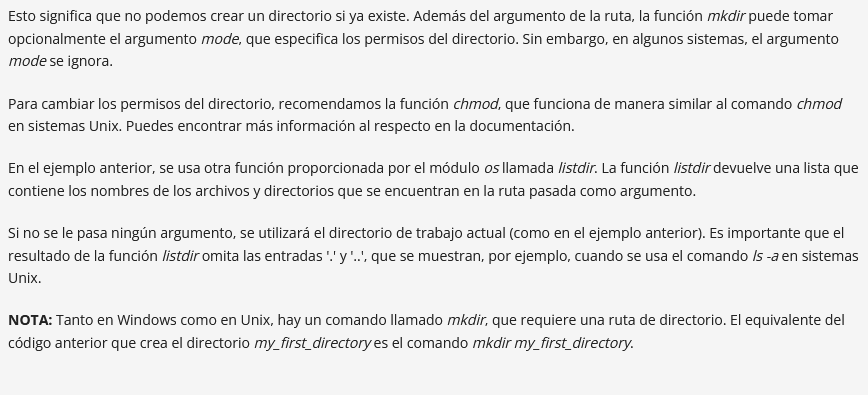 Esto significa que no podemos crear un directorio si ya existe. Además del argumento de la ruta, la función mkdir puede tomar
opcionalmente el argumento mode, que especifica los permisos del directorio. Sin embargo, en algunos sistemas, el argumento
mode se ignora.
Para cambiar los permisos del directorio, recomendamos la función chmod, que funciona de manera similar al comando chmod
en sistemas Unix. Puedes encontrar más información al respecto en la documentación.
En el ejemplo anterior, se usa otra función proporcionada por el módulo os llamada listdir. La función listdir devuelve una lista que
contiene los nombres de los archivos y directorios que se encuentran en la ruta pasada como argumento.
Si no se le pasa ningún argumento, se utilizará el directorio de trabajo actual (como en el ejemplo anterior). Es importante que el
resultado de la función listdir omita las entradas '.' y '..', que se muestran, por ejemplo, cuando se usa el comando ls -a en sistemas
Unix.
NOTA: Tanto en Windows como en Unix, hay un comando llamado mkdir, que requiere una ruta de directorio. El equivalente del
código anterior que crea el directorio my_first_directory es el comando mkdir my_first_directory.